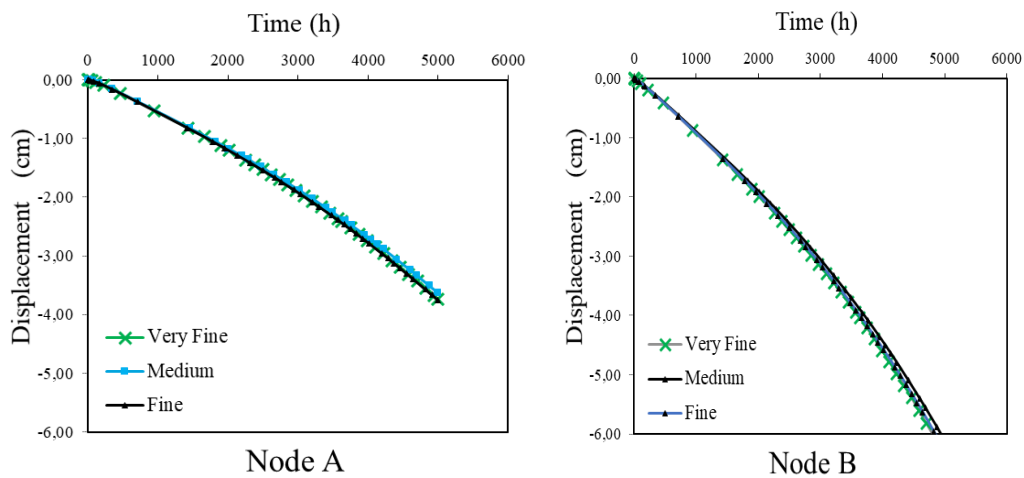 Time (h)
0 1000 2000 3000 4000 5000 6000
0,00
-1,00
-2,00
-3,00
-4,00
-5,00
-6,00
Displacement (cm)
Very Fine
Medium
Fine
Node A
Time (h)
0 1000 2000 3000 4000 5000 6000
0,00
-1,00
-2,00
-3,00
-4,00
-5,00
-6,00
Displacement (cm)
Very Fine
Medium
Fine
Node B